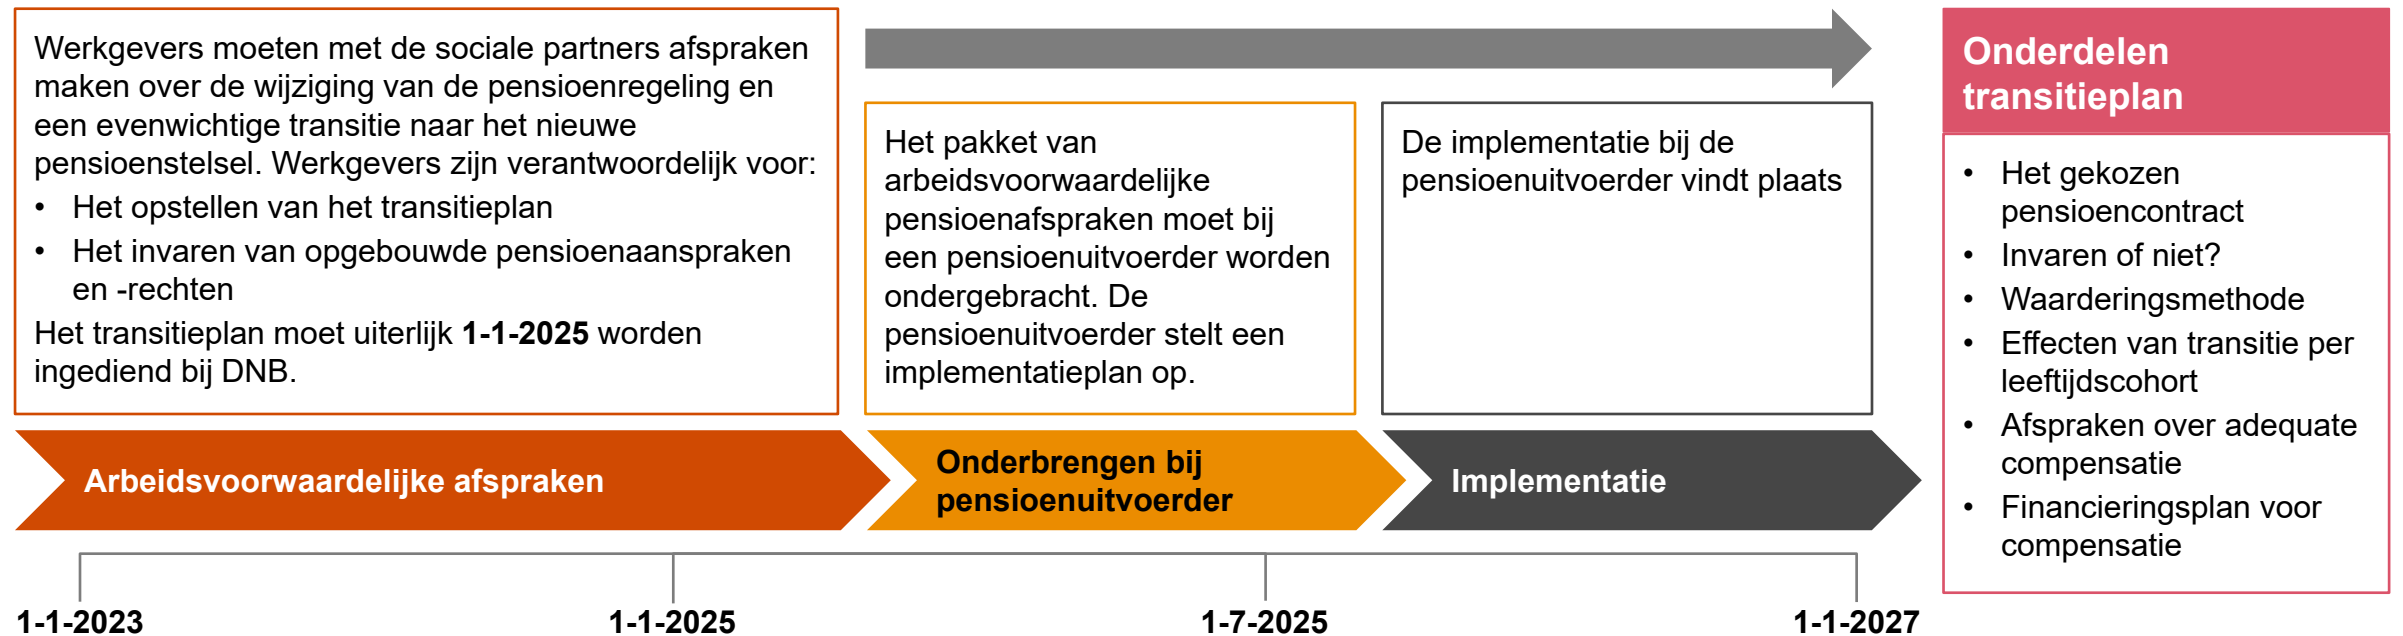 Werkgevers moeten met de sociale partners afspraken
maken over de wijziging van de pensioenregeling en
een evenwichtige transitie naar het nieuwe
pensioenstelsel. Werkgevers zijn verantwoordelijk voor:
• Het opstellen van het transitieplan
• Het invaren van opgebouwde pensioenaanspraken
en -rechten
Het transitieplan moet uiterlijk 1-1-2025 worden
ingediend bij DNB.
Het pakket van
arbeidsvoorwaardelijke
pensioenafspraken moet bij
een pensioenuitvoerder worden
ondergebracht. De
pensioenuitvoerder stelt een
implementatieplan op.
De implementatie bij de
pensioenuitvoerder vindt plaats
Arbeidsvoorwaardelijke afspraken
Onderbrengen bij
pensioenuitvoerder
Implementatie
1-1-2023
1-1-2025
1-7-2025
1-1-2027
Onderdelen
transitieplan
• Het gekozen
pensioencontract
• Invaren of niet?
• Waarderingsmethode
• Effecten van transitie per
leeftijdscohort
• Afspraken over adequate
compensatie
• Financieringsplan voor
compensatie